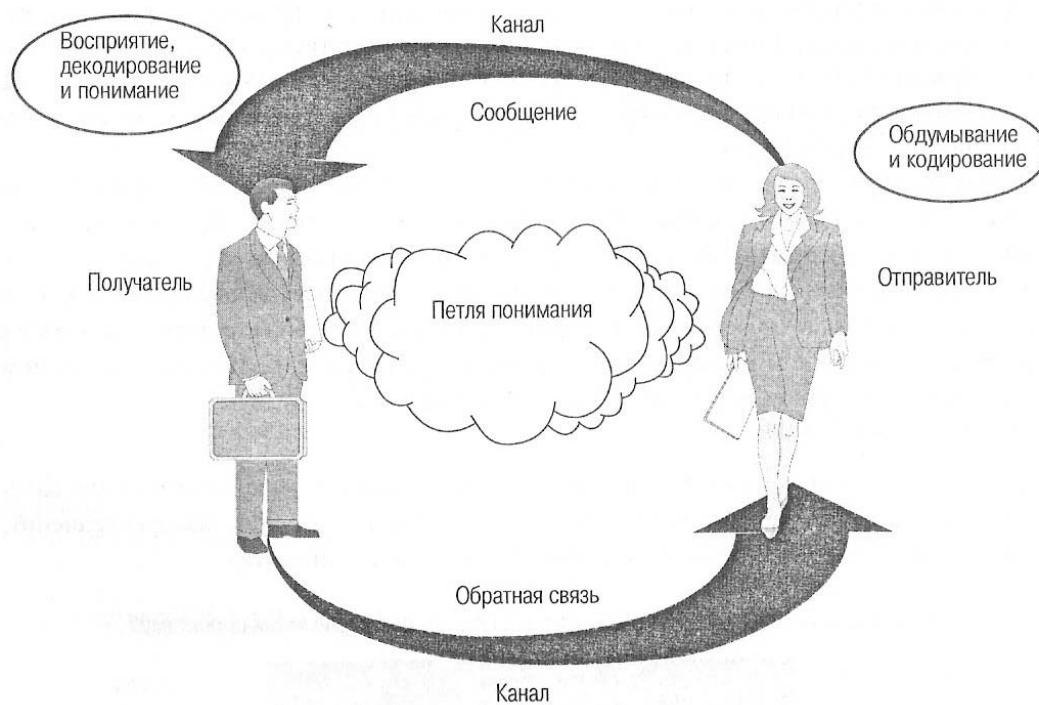 Канал
Восприятие,
декодирование
и понимание
Сообщение
Обдумывание
и кодирование
Получатель
Петля понимания
Отправитель
Обратная связь
Канал